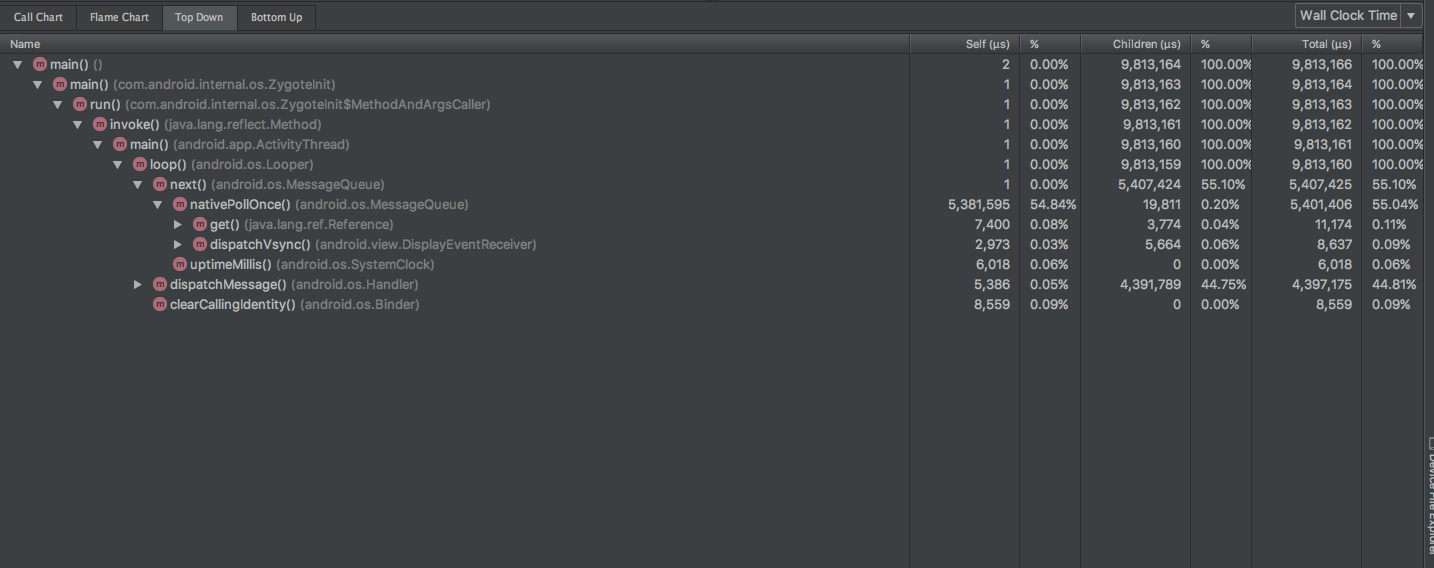 Call Chart Flame Chart Top Down Bottom Up Wall Clock Time
Name Self (µs) % Children (µs) % Total (µs) %
m main() () 2 0.00% 9,813,164 100.00% 9,813,166 100.00%
m main() (com.android.internal.os.ZygoteInit) 1 0.00% 9,813,163 100.00% 9,813,164 100.00%
m run() (com.android.internal.os.ZygoteInit$MethodAndArgsCaller) 1 0.00% 9,813,162 100.00% 9,813,163 100.00%
m invoke() (java.lang.reflect.Method) 1 0.00% 9,813,161 100.00% 9,813,162 100.00%
m main() (android.app.ActivityThread) 1 0.00% 9,813,160 100.00% 9,813,161 100.00%
m loop() (android.os.Looper) 1 0.00% 9,813,159 100.00% 9,813,160 100.00%
m next() (android.os.MessageQueue) 1 0.00% 5,407,424 55.10% 5,407,425 55.10%
m nativePollOnce() (android.os.MessageQueue) 5,381,595 54.84% 19,811 0.20% 5,401,406 55.04%
m get() (java.lang.ref.Reference) 7,400 0.08% 3,774 0.04% 11,174 0.11%
m dispatchVsync() (android.view.DisplayEventReceiver) 2,973 0.03% 5,664 0.06% 8,637 0.09%
m uptimeMillis() (android.os.SystemClock) 6,018 0.06% 0 0.00% 6,018 0.06%
m dispatchMessage() (android.os.Handler) 5,386 0.05% 4,391,789 44.75% 4,397,175 44.81%
m clearCallingIdentity() (android.os.Binder) 8,559 0.09% 0 0.00% 8,559 0.09%
Device File Explorer